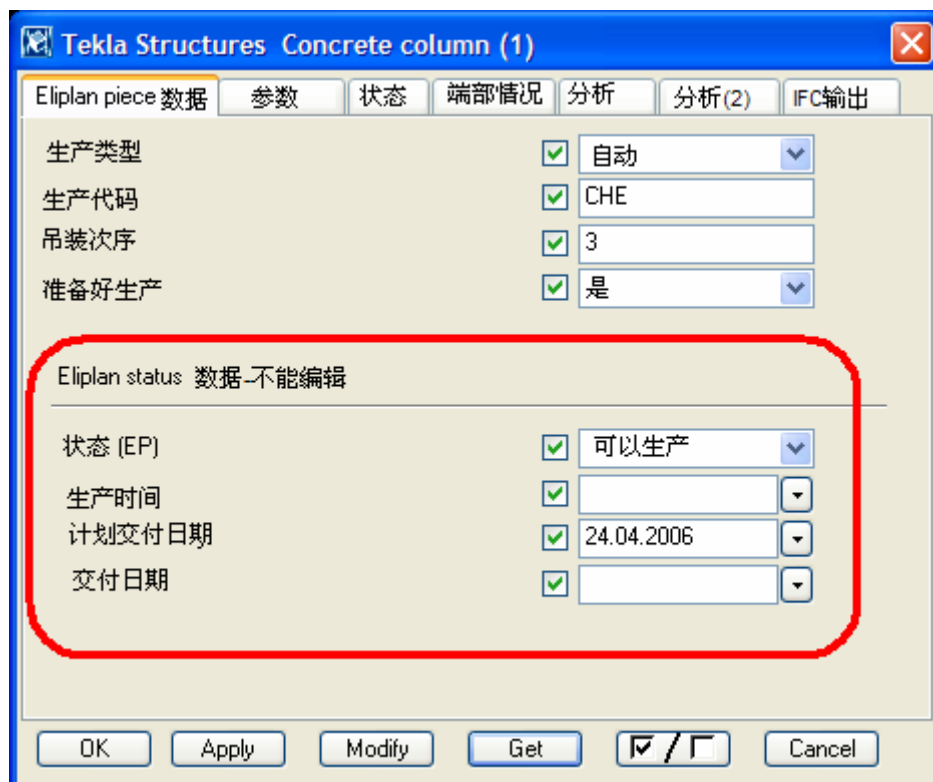 Tekla Structures Concrete column (1)
Eliplan piece 数据 参数 状态 端部情况 分析 分析(2) IFC输出
生产类型 自动
生产代码 CHE
吊装次序 3
准备好生产 是
Eliplan status 数据--不能编辑
状态 (EP) 可以生产
生产时间
计划交付日期 24.04.2006
交付日期
OK Apply Modify Get / Cancel